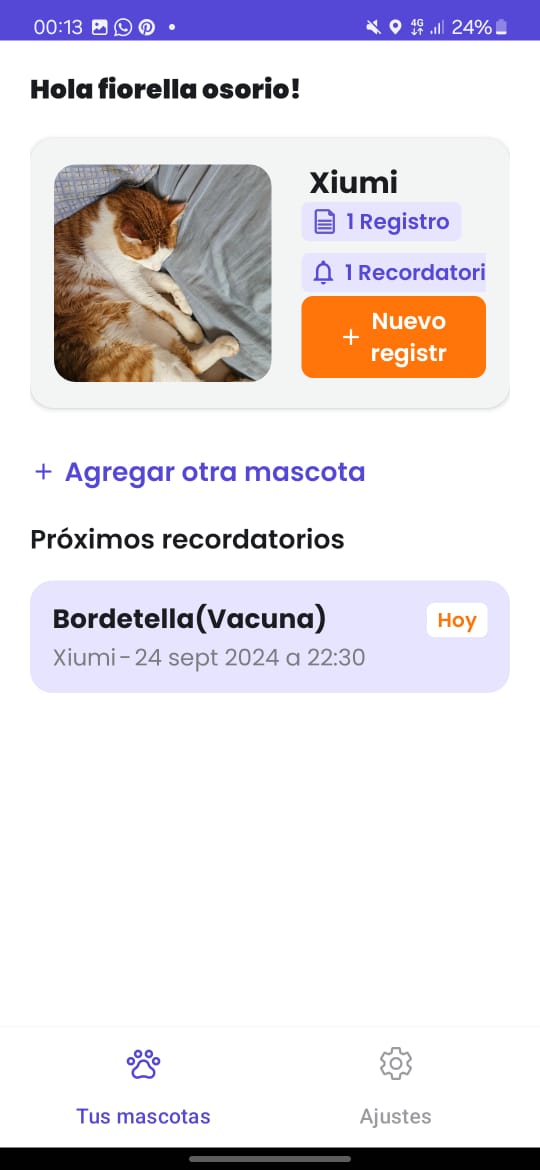 00:13
4G 24%
Hola fiorella osorio!
Xiumi
1 Registro
1 Recordatori
+ Nuevo
registr
+ Agregar otra mascota
Próximos recordatorios
Bordetella(Vacuna)
Hoy
Xiumi - 24 sept 2024 a 22:30
Tus mascotas
Ajustes